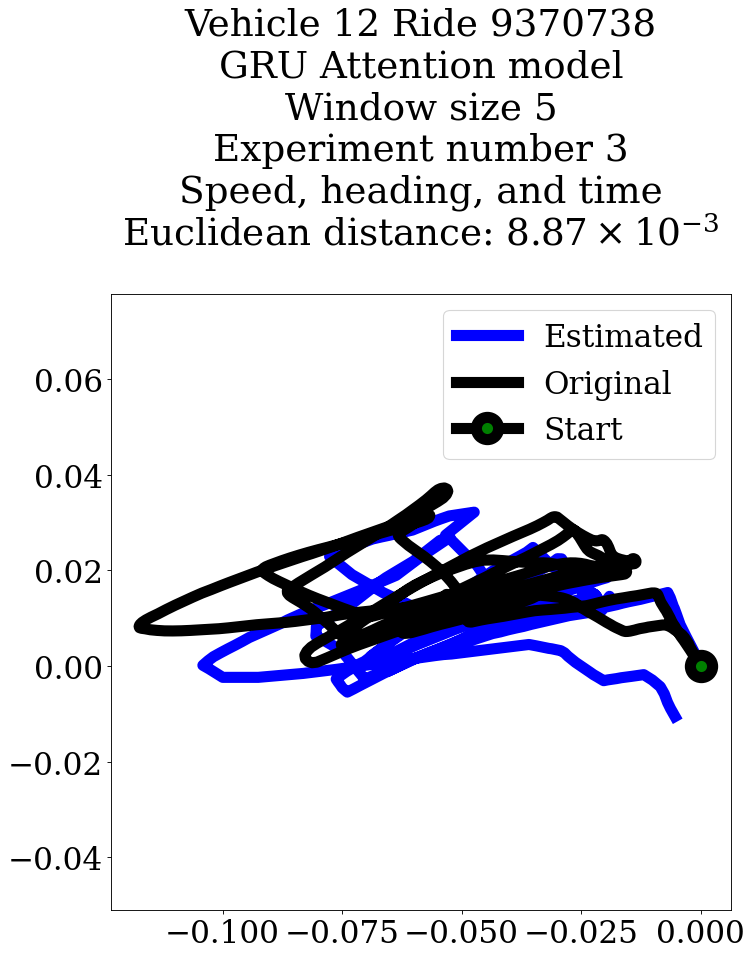 Vehicle 12 Ride 9370738
GRU Attention model
Window size 5
Experiment number 3
Speed, heading, and time
Euclidean distance: 8.87 × 10⁻³
Estimated
Original
Start
0.06
0.04
0.02
0.00
−0.02
−0.04
−0.100 −0.075 −0.050 −0.025 0.000